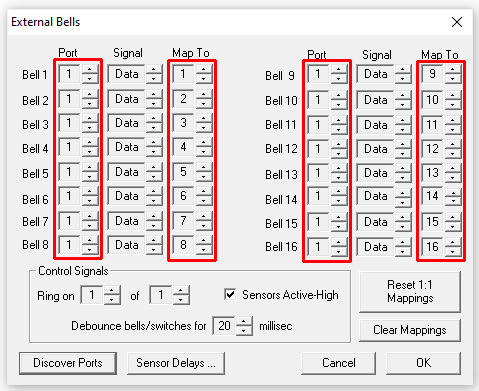 External Bells
Port Signal Map To Port Signal Map To
Bell 1 1 Data 1 Bell 9 1 Data 9
Bell 2 1 Data 2 Bell 10 1 Data 10
Bell 3 1 Data 3 Bell 11 1 Data 11
Bell 4 1 Data 4 Bell 12 1 Data 12
Bell 5 1 Data 5 Bell 13 1 Data 13
Bell 6 1 Data 6 Bell 14 1 Data 14
Bell 7 1 Data 7 Bell 15 1 Data 15
Bell 8 1 Data 8 Bell 16 1 Data 16
Control Signals
Ring on 1 of 1 Sensors Active-High
Debounce bells/switches for 20 millisec
Reset 1:1
Mappings
Clear Mappings
Discover Ports Sensor Delays ... Cancel OK